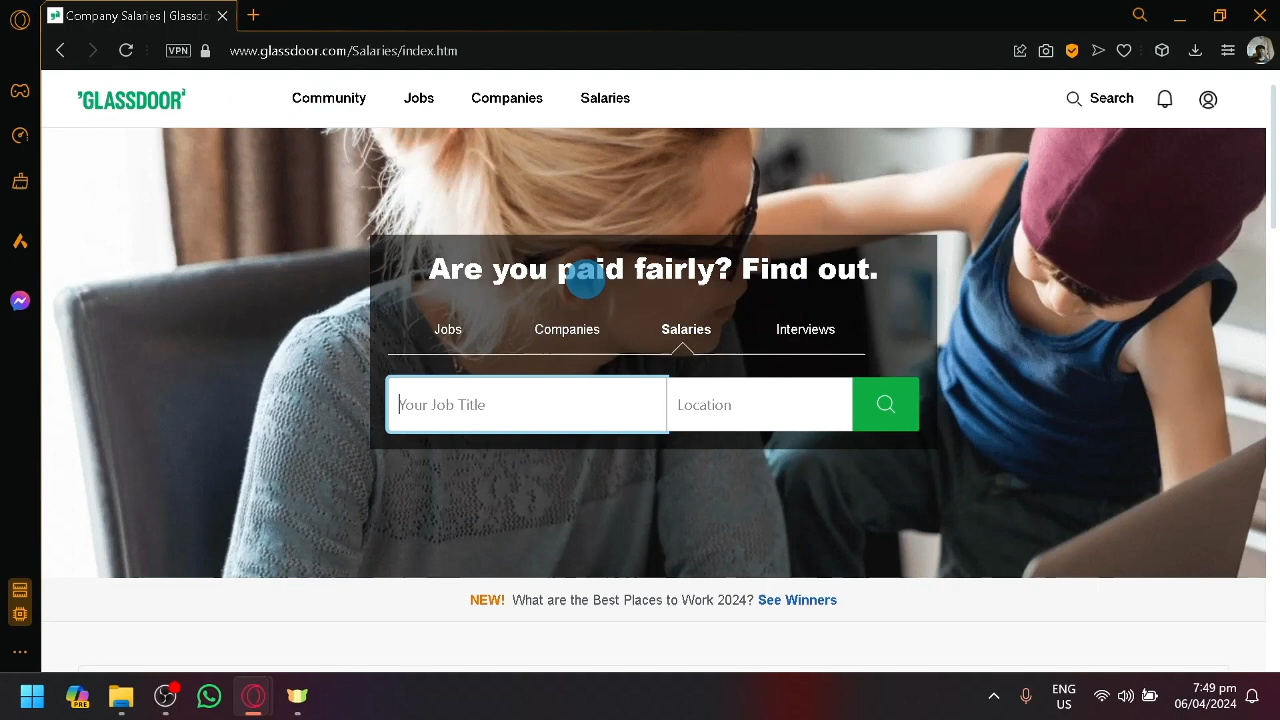 Company Salaries | Glassdo
VPN
www.glassdoor.com/Salaries/index.htm
GLASSDOOR
Community
Jobs
Companies
Salaries
Search
Are you paid fairly? Find out.
Jobs
Companies
Salaries
Interviews
Your Job Title
Location
NEW! What are the Best Places to Work 2024? See Winners
PRE
ENG
US
7:49 pm
06/04/2024